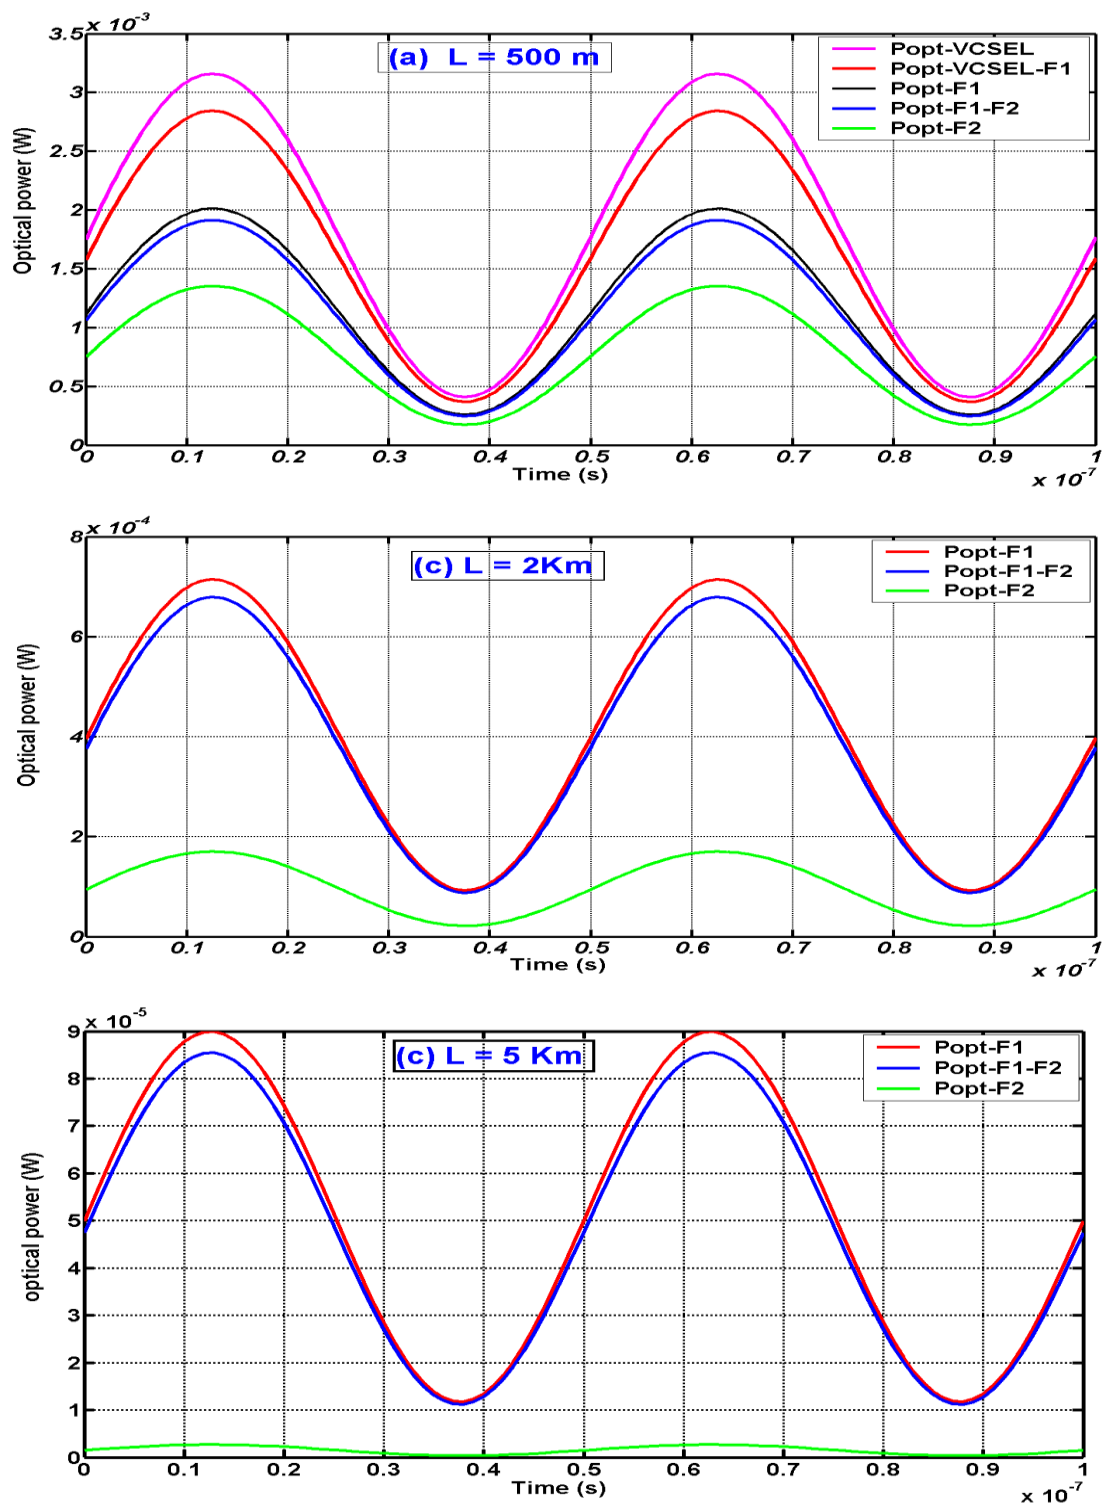 x 10-3
(a) L = 500 m
Popt-VCSEL
Popt-VCSEL-F1
Popt-F1
Popt-F1-F2
Popt-F2
Optical power (W)
3.5
3
2.5
2
1.5
1
0.5
0
0 0.1 0.2 0.3 0.4 0.5 0.6 0.7 0.8 0.9 1
Time (s)
x 10-7
x 10-4
(c) L = 2Km
Popt-F1
Popt-F1-F2
Popt-F2
Optical power (W)
8
6
4
2
0
0 0.1 0.2 0.3 0.4 0.5 0.6 0.7 0.8 0.9 1
Time (s)
x 10-7
x 10-5
(c) L = 5 Km
Popt-F1
Popt-F1-F2
Popt-F2
optical power (W)
9
8
7
6
5
4
3
2
1
0
0 0.1 0.2 0.3 0.4 0.5 0.6 0.7 0.8 0.9 1
Time (s)
x 10-7